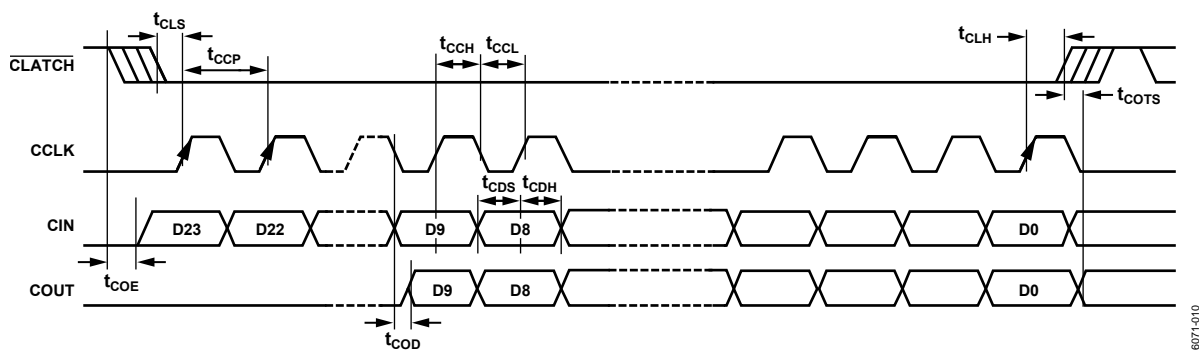 tCLS
tCCP
tCCH
tCCL
tCLH
CLATCH
tCOTS
CCLK
tCDS
tCDH
CIN
D23
D22
D9
D8
D0
tCOE
COUT
D9
D8
D0
tCOD
6071-010